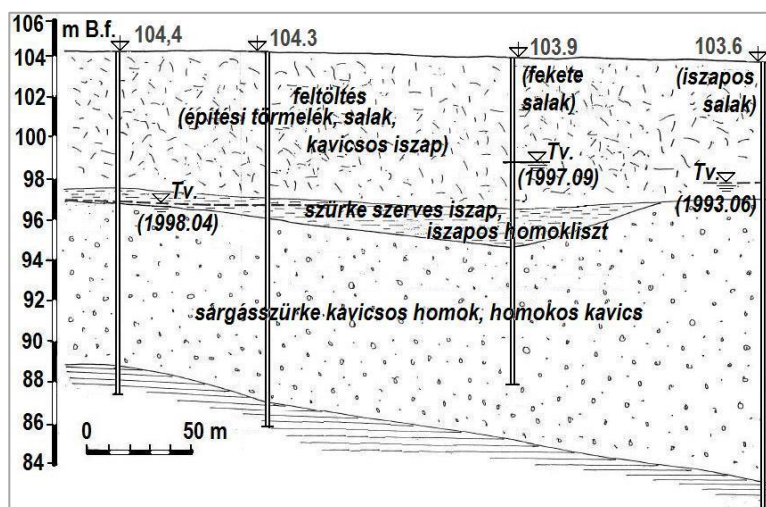 106 m B.f.
104,4
104.3
103.9
103.6
104
102
100
98
96
94
92
90
88
86
84
feltöltés
(építési törmelék, salak,
kavicsos iszap)
(fekete
salak)
(iszapos
salak)
Tv.
(1997.09)
Tv.
(1998.04)
Tv.
(1993.06)
szürke szerves iszap,
iszapos homokliszt
sárgásszürke kavicsos homok, homokos kavics
0 50 m